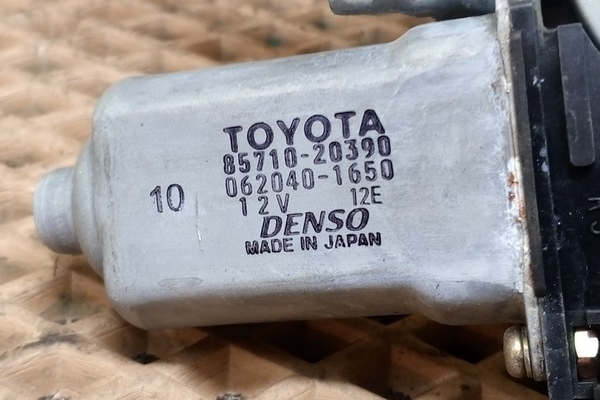 TOYOTA
85710-20390
062040-1650
10
12V 12E
DENSO
MADE IN JAPAN